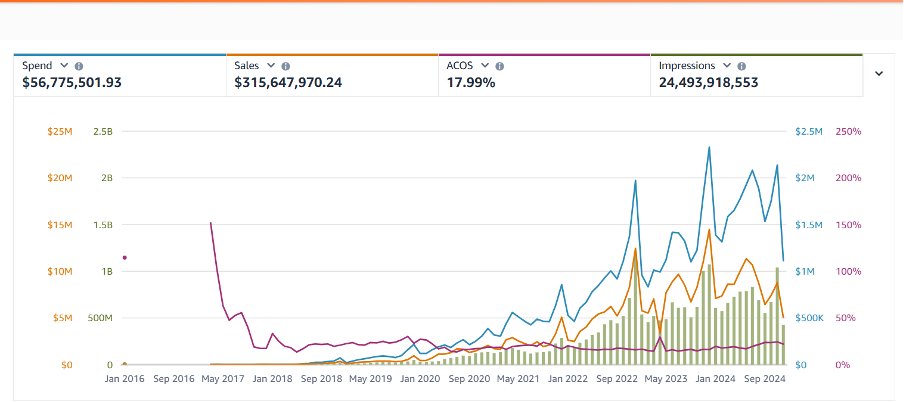 Spend Sales ACOS Impressions
$56,775,501.93 $315,647,970.24 17.99% 24,493,918,553
$25M 2.5B $2.5M 250%
$20M 2B $2M 200%
$15M 1.5B $1.5M 150%
$10M 1B $1M 100%
$5M 500M $500K 50%
$0 0 $0 0%
Jan 2016 Sep 2016 May 2017 Jan 2018 Sep 2018 May 2019 Jan 2020 Sep 2020 May 2021 Jan 2022 Sep 2022 May 2023 Jan 2024 Sep 2024